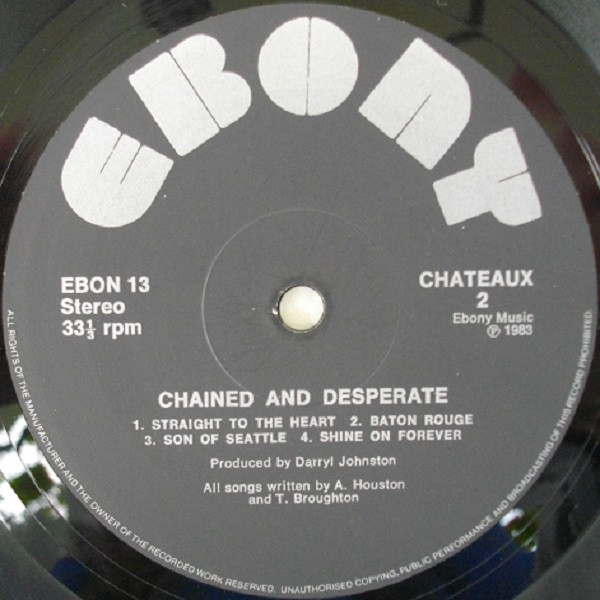 EBONY
EBON 13
Stereo
33⅓ rpm
CHATEAUX
2
Ebony Music
℗ 1983
CHAINED AND DESPERATE
1. STRAIGHT TO THE HEART 2. BATON ROUGE
3. SON OF SEATTLE 4. SHINE ON FOREVER
Produced by Darryl Johnston
All songs written by A. Houston
and T. Broughton
ALL RIGHTS OF THE MANUFACTURER AND THE OWNER OF THE RECORDED WORK RESERVED. UNAUTHORISED COPYING, PUBLIC PERFORMANCE AND BROADCASTING OF THIS RECORD PROHIBITED.